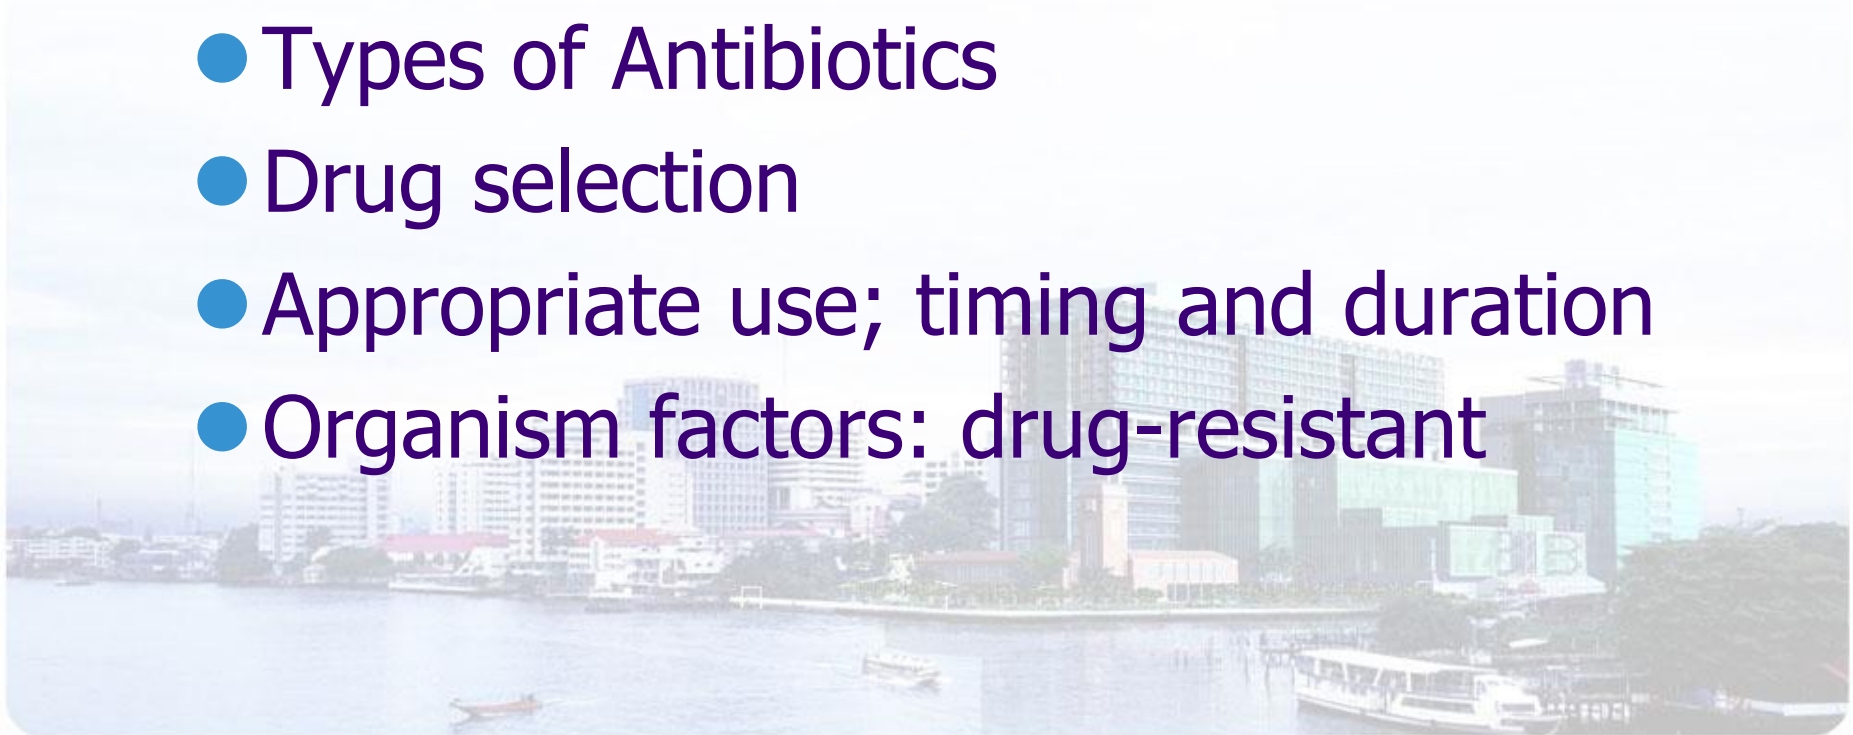 ● Types of Antibiotics
● Drug selection
● Appropriate use; timing and duration
● Organism factors: drug-resistant